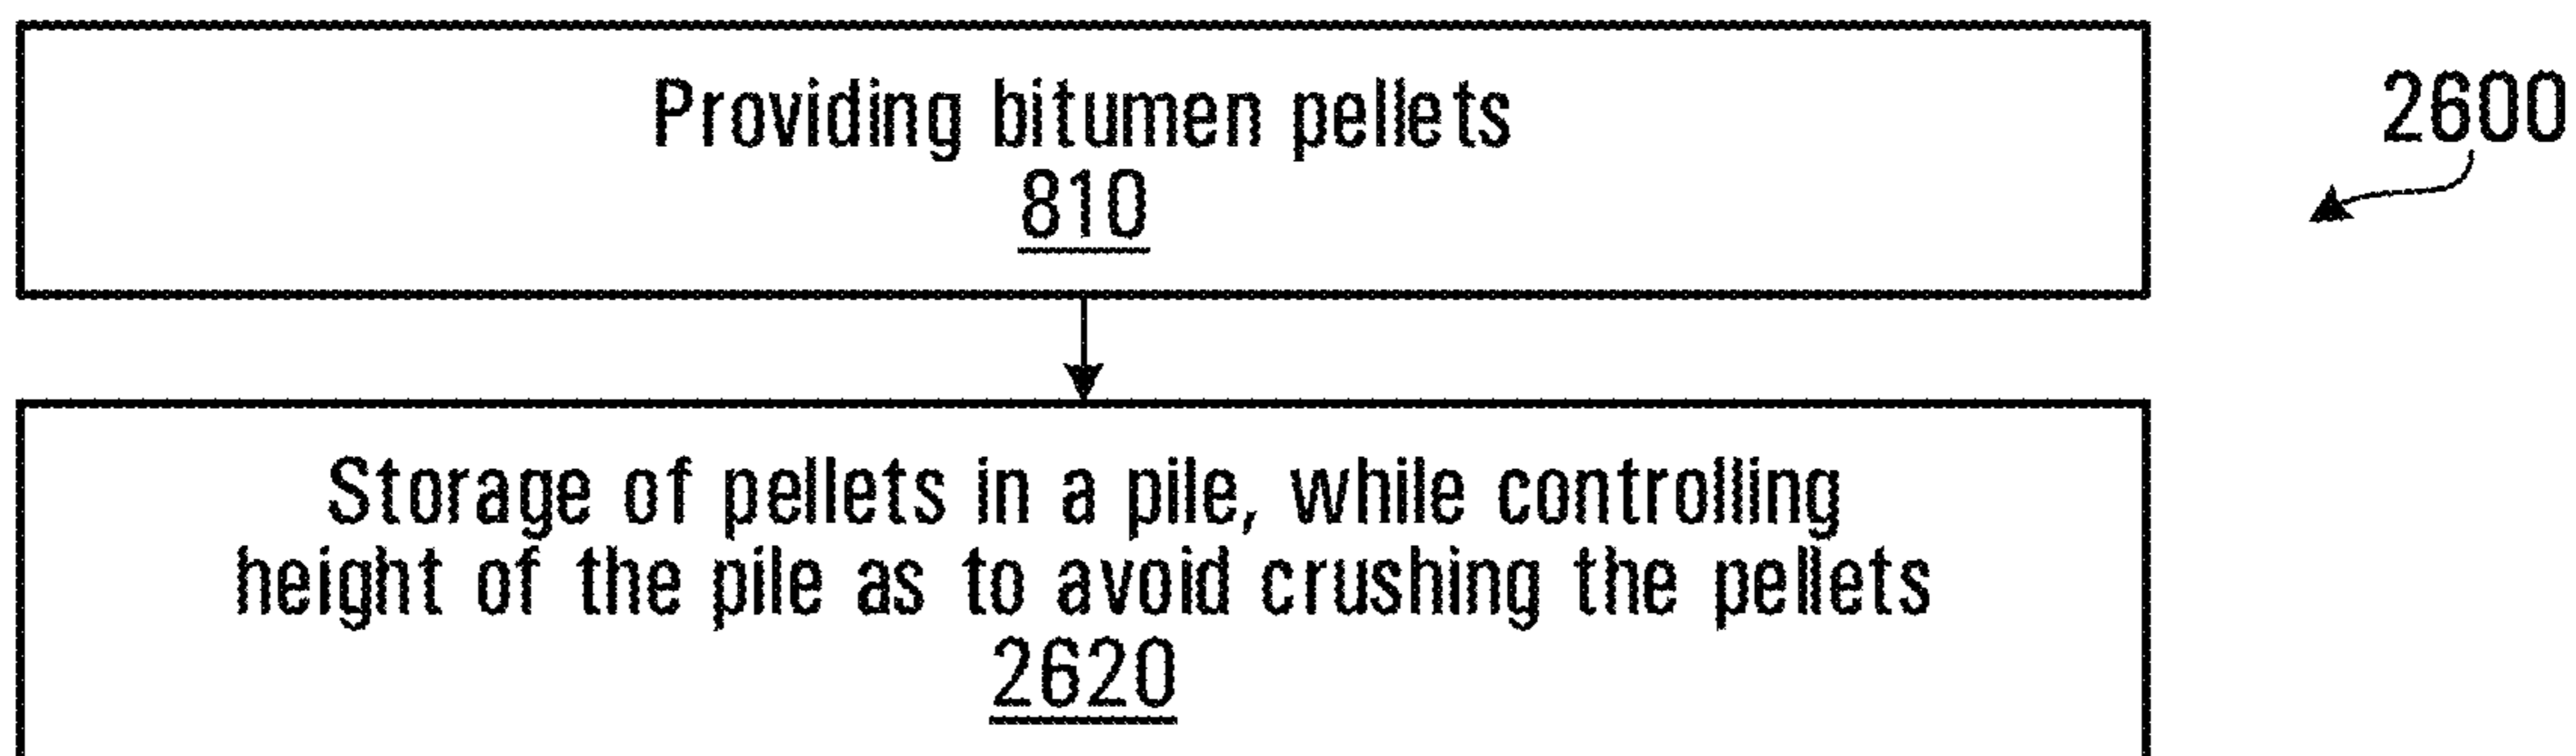 Providing bitumen pellets
810
2600
Storage of pellets in a pile, while controlling
height of the pile as to avoid crushing the pellets
2620